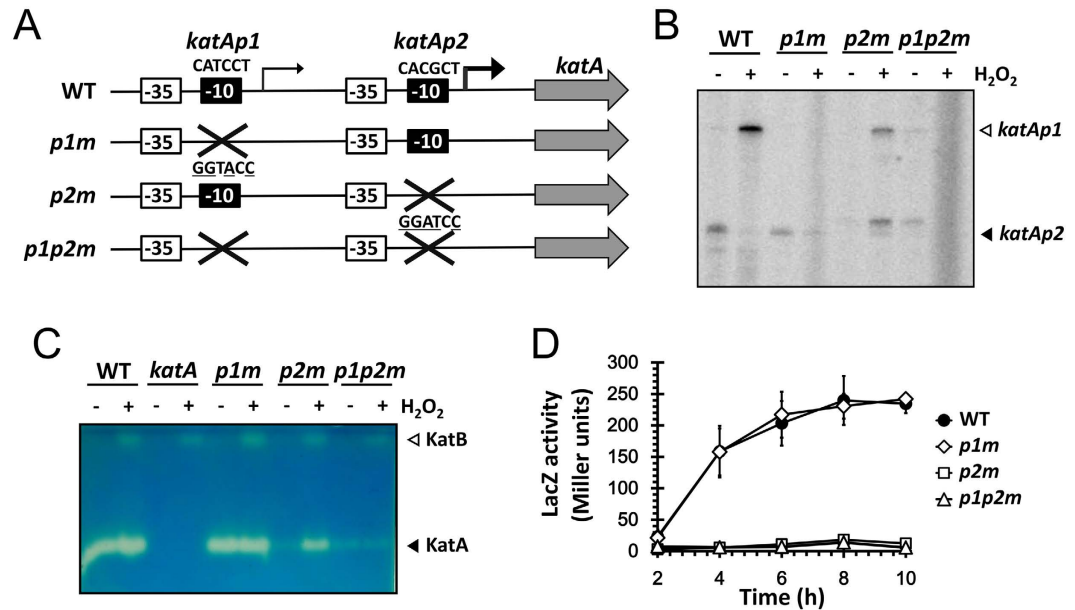 A
katAp1
katAp2
CATCCT
CACGCT
katA
WT
-35
-10
-35
-10
p1m
-35
-35
-10
GGTACC
p2m
-35
-10
-35
GGATCC
p1p2m
-35
-35
B
WT p1m p2m p1p2m
- + - + - + - + H₂O₂
katAp1
katAp2
C
WT katA p1m p2m p1p2m
- + - + - + - + - + H₂O₂
KatB
KatA
D
LacZ activity
(Miller units)
300
250
200
150
100
50
0
2 4 6 8 10
Time (h)
WT
p1m
p2m
p1p2m